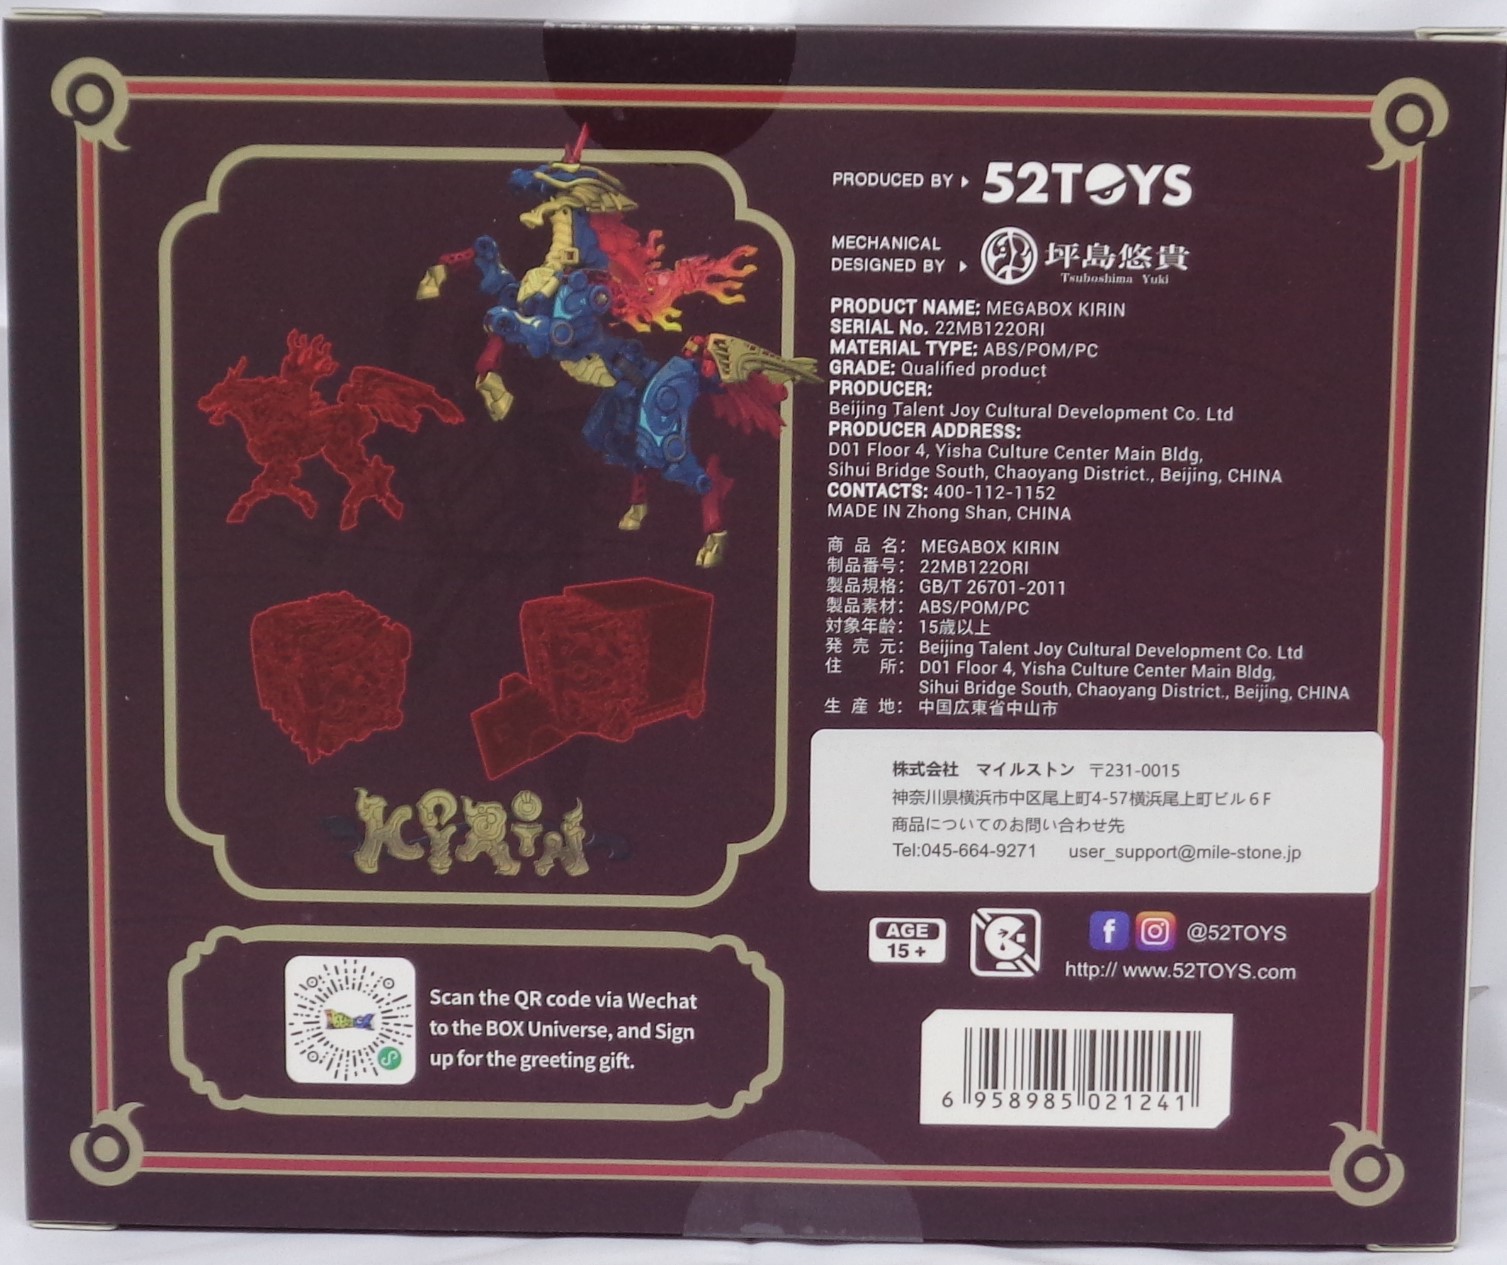 PRODUCED BY 52TOYS
MECHANICAL
DESIGNED BY 坪島悠貴
Tsuboshima Yuki
PRODUCT NAME: MEGABOX KIRIN
SERIAL No. 22MB122ORI
MATERIAL TYPE: ABS/POM/PC
GRADE: Qualified product
PRODUCER:
Beijing Talent Joy Cultural Development Co. Ltd
PRODUCER ADDRESS:
D01 Floor 4, Yisha Culture Center Main Bldg,
Sihui Bridge South, Chaoyang District., Beijing, CHINA
CONTACTS: 400-112-1152
MADE IN Zhong Shan, CHINA
商品名： MEGABOX KIRIN
制品番号： 22MB122ORI
製品規格： GB/T 26701-2011
製品素材： ABS/POM/PC
対象年齢： 15歳以上
発売元： Beijing Talent Joy Cultural Development Co. Ltd
住所： D01 Floor 4, Yisha Culture Center Main Bldg,
Sihui Bridge South, Chaoyang District., Beijing, CHINA
生産地： 中国広東省中山市
株式会社 マイルストン 〒231-0015
神奈川県横浜市中区尾上町4-57横浜尾上町ビル6F
商品についてのお問い合わせ先
Tel:045-664-9271 user_support@mile-stone.jp
AGE
15+
@52TOYS
http:// www.52TOYS.com
6 958985 021241
KIRIN
Scan the QR code via Wechat
to the BOX Universe, and Sign
up for the greeting gift.